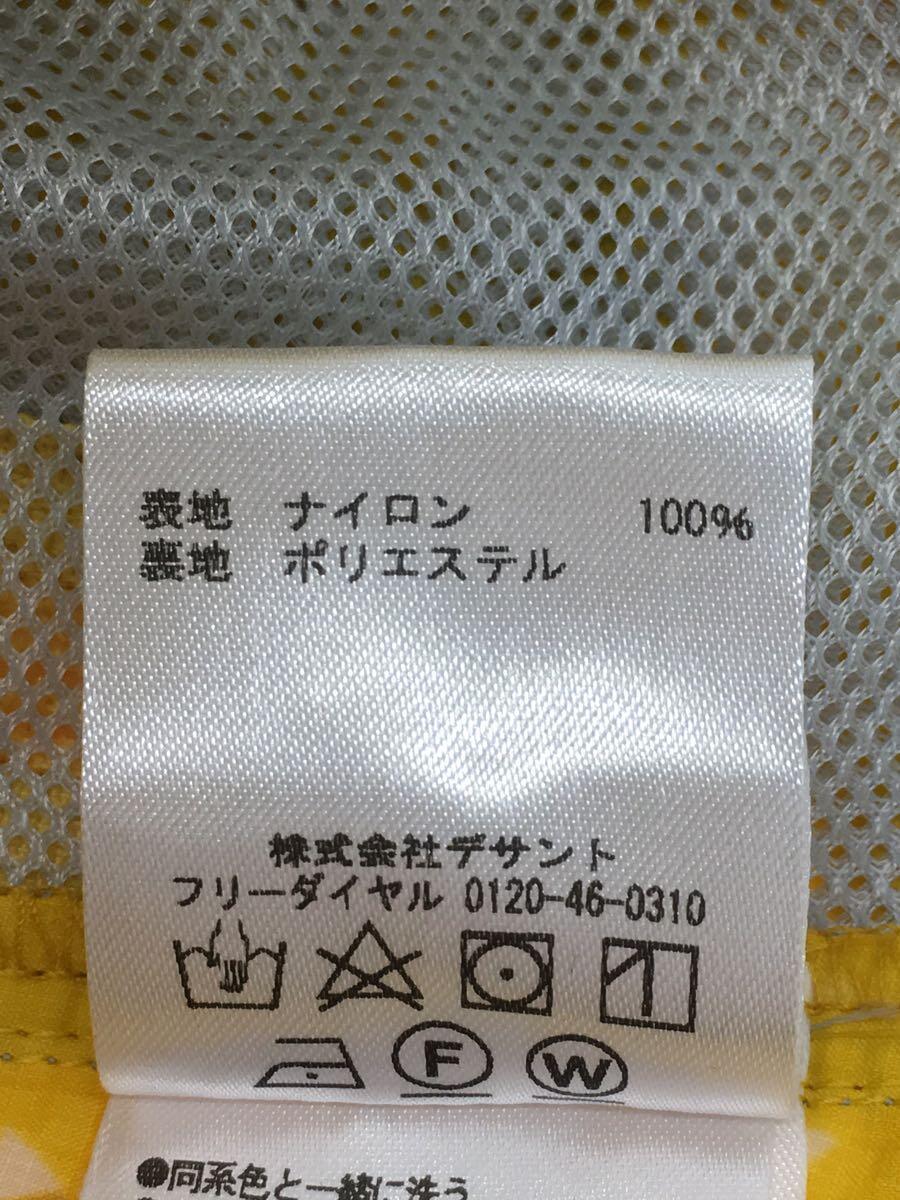 表地 ナイロン 100%
裏地 ポリエステル
株式会社デサント
フリーダイヤル 0120-46-0310
F W
●同系色と一緒に洗う